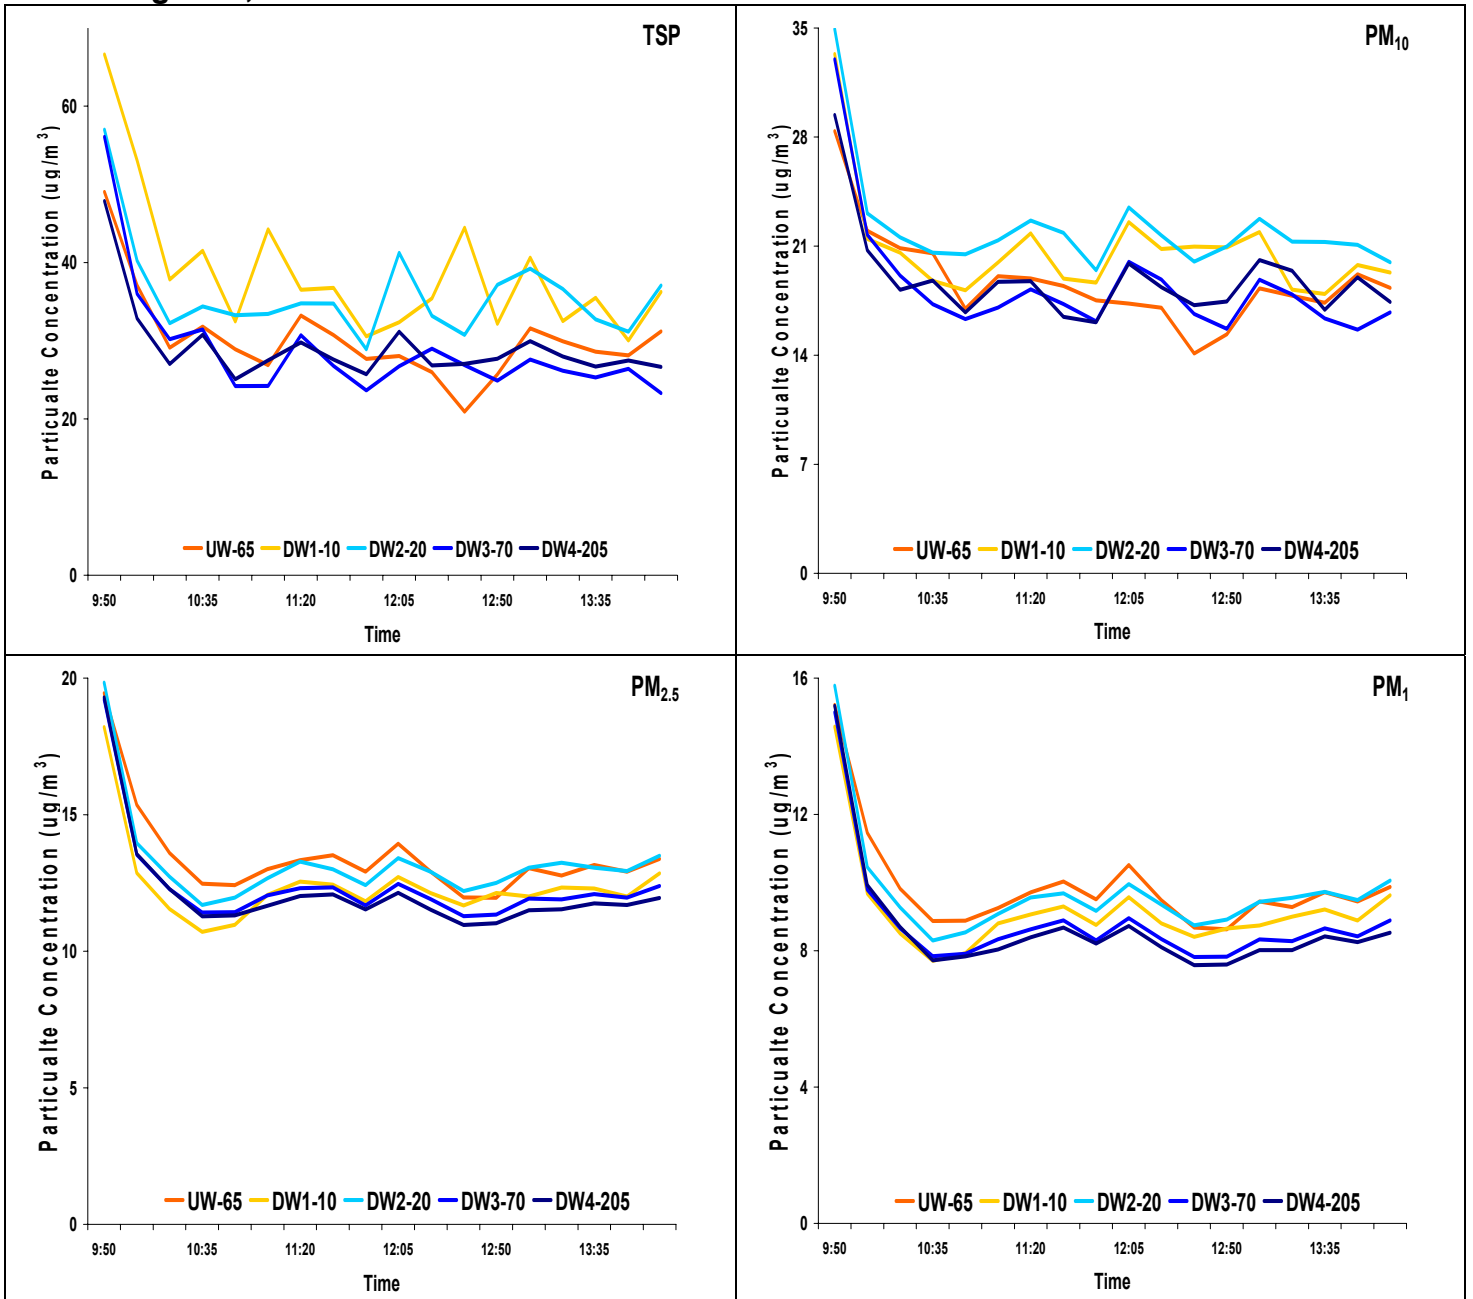 TSP
Particualte Concentration (ug/m³)
60
40
20
0
9:50 10:35 11:20 12:05 12:50 13:35
Time
UW-65 DW1-10 DW2-20 DW3-70 DW4-205
PM₁₀
Particualte Concentration (ug/m³)
35
28
21
14
7
0
9:50 10:35 11:20 12:05 12:50 13:35
Time
UW-65 DW1-10 DW2-20 DW3-70 DW4-205
PM₂.₅
Particualte Concentration (ug/m³)
20
15
10
5
0
9:50 10:35 11:20 12:05 12:50 13:35
Time
UW-65 DW1-10 DW2-20 DW3-70 DW4-205
PM₁
Particualte Concentration (ug/m³)
16
12
8
4
0
9:50 10:35 11:20 12:05 12:50 13:35
Time
UW-65 DW1-10 DW2-20 DW3-70 DW4-205